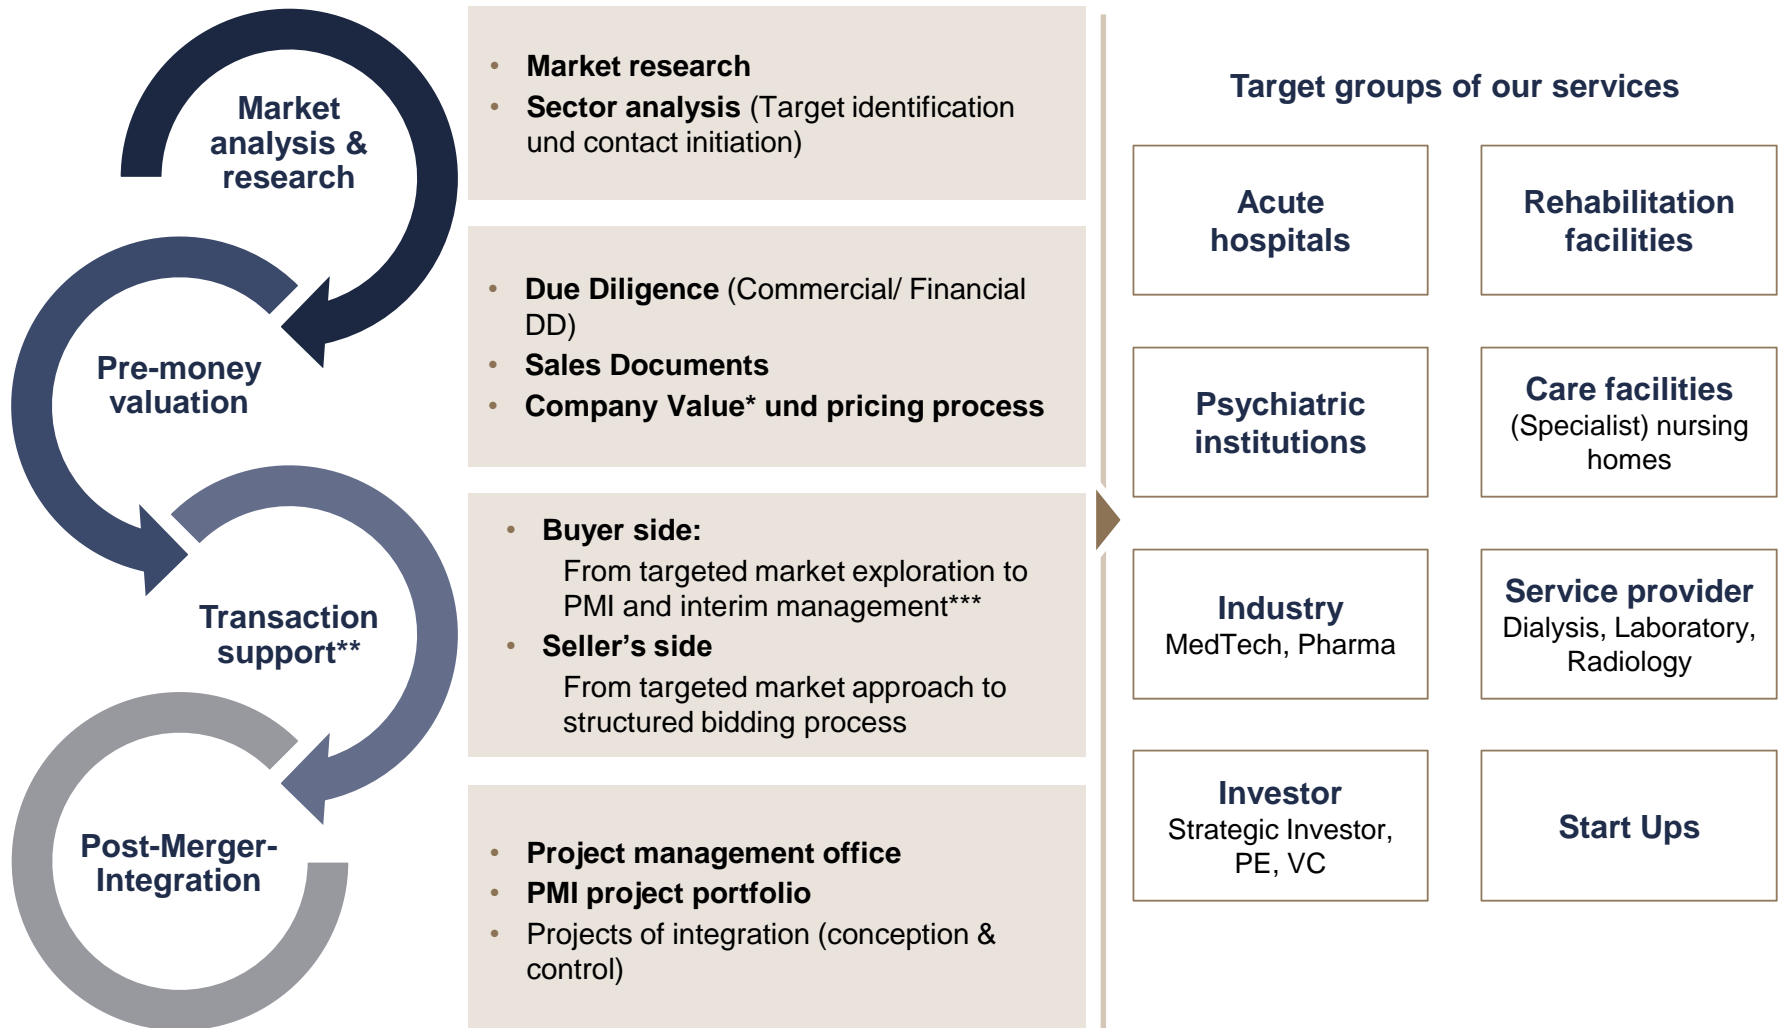 Market
analysis &
research
• Market research
• Sector analysis (Target identification
und contact initiation)
Pre-money
valuation
• Due Diligence (Commercial/ Financial
DD)
• Sales Documents
• Company Value* und pricing process
Transaction
support**
• Buyer side:
From targeted market exploration to
PMI and interim management***
• Seller’s side
From targeted market approach to
structured bidding process
Post-Merger-
Integration
• Project management office
• PMI project portfolio
• Projects of integration (conception &
control)
Target groups of our services
Acute
hospitals
Rehabilitation
facilities
Psychiatric
institutions
Care facilities
(Specialist) nursing
homes
Industry
MedTech, Pharma
Service provider
Dialysis, Laboratory,
Radiology
Investor
Strategic Investor,
PE, VC
Start Ups